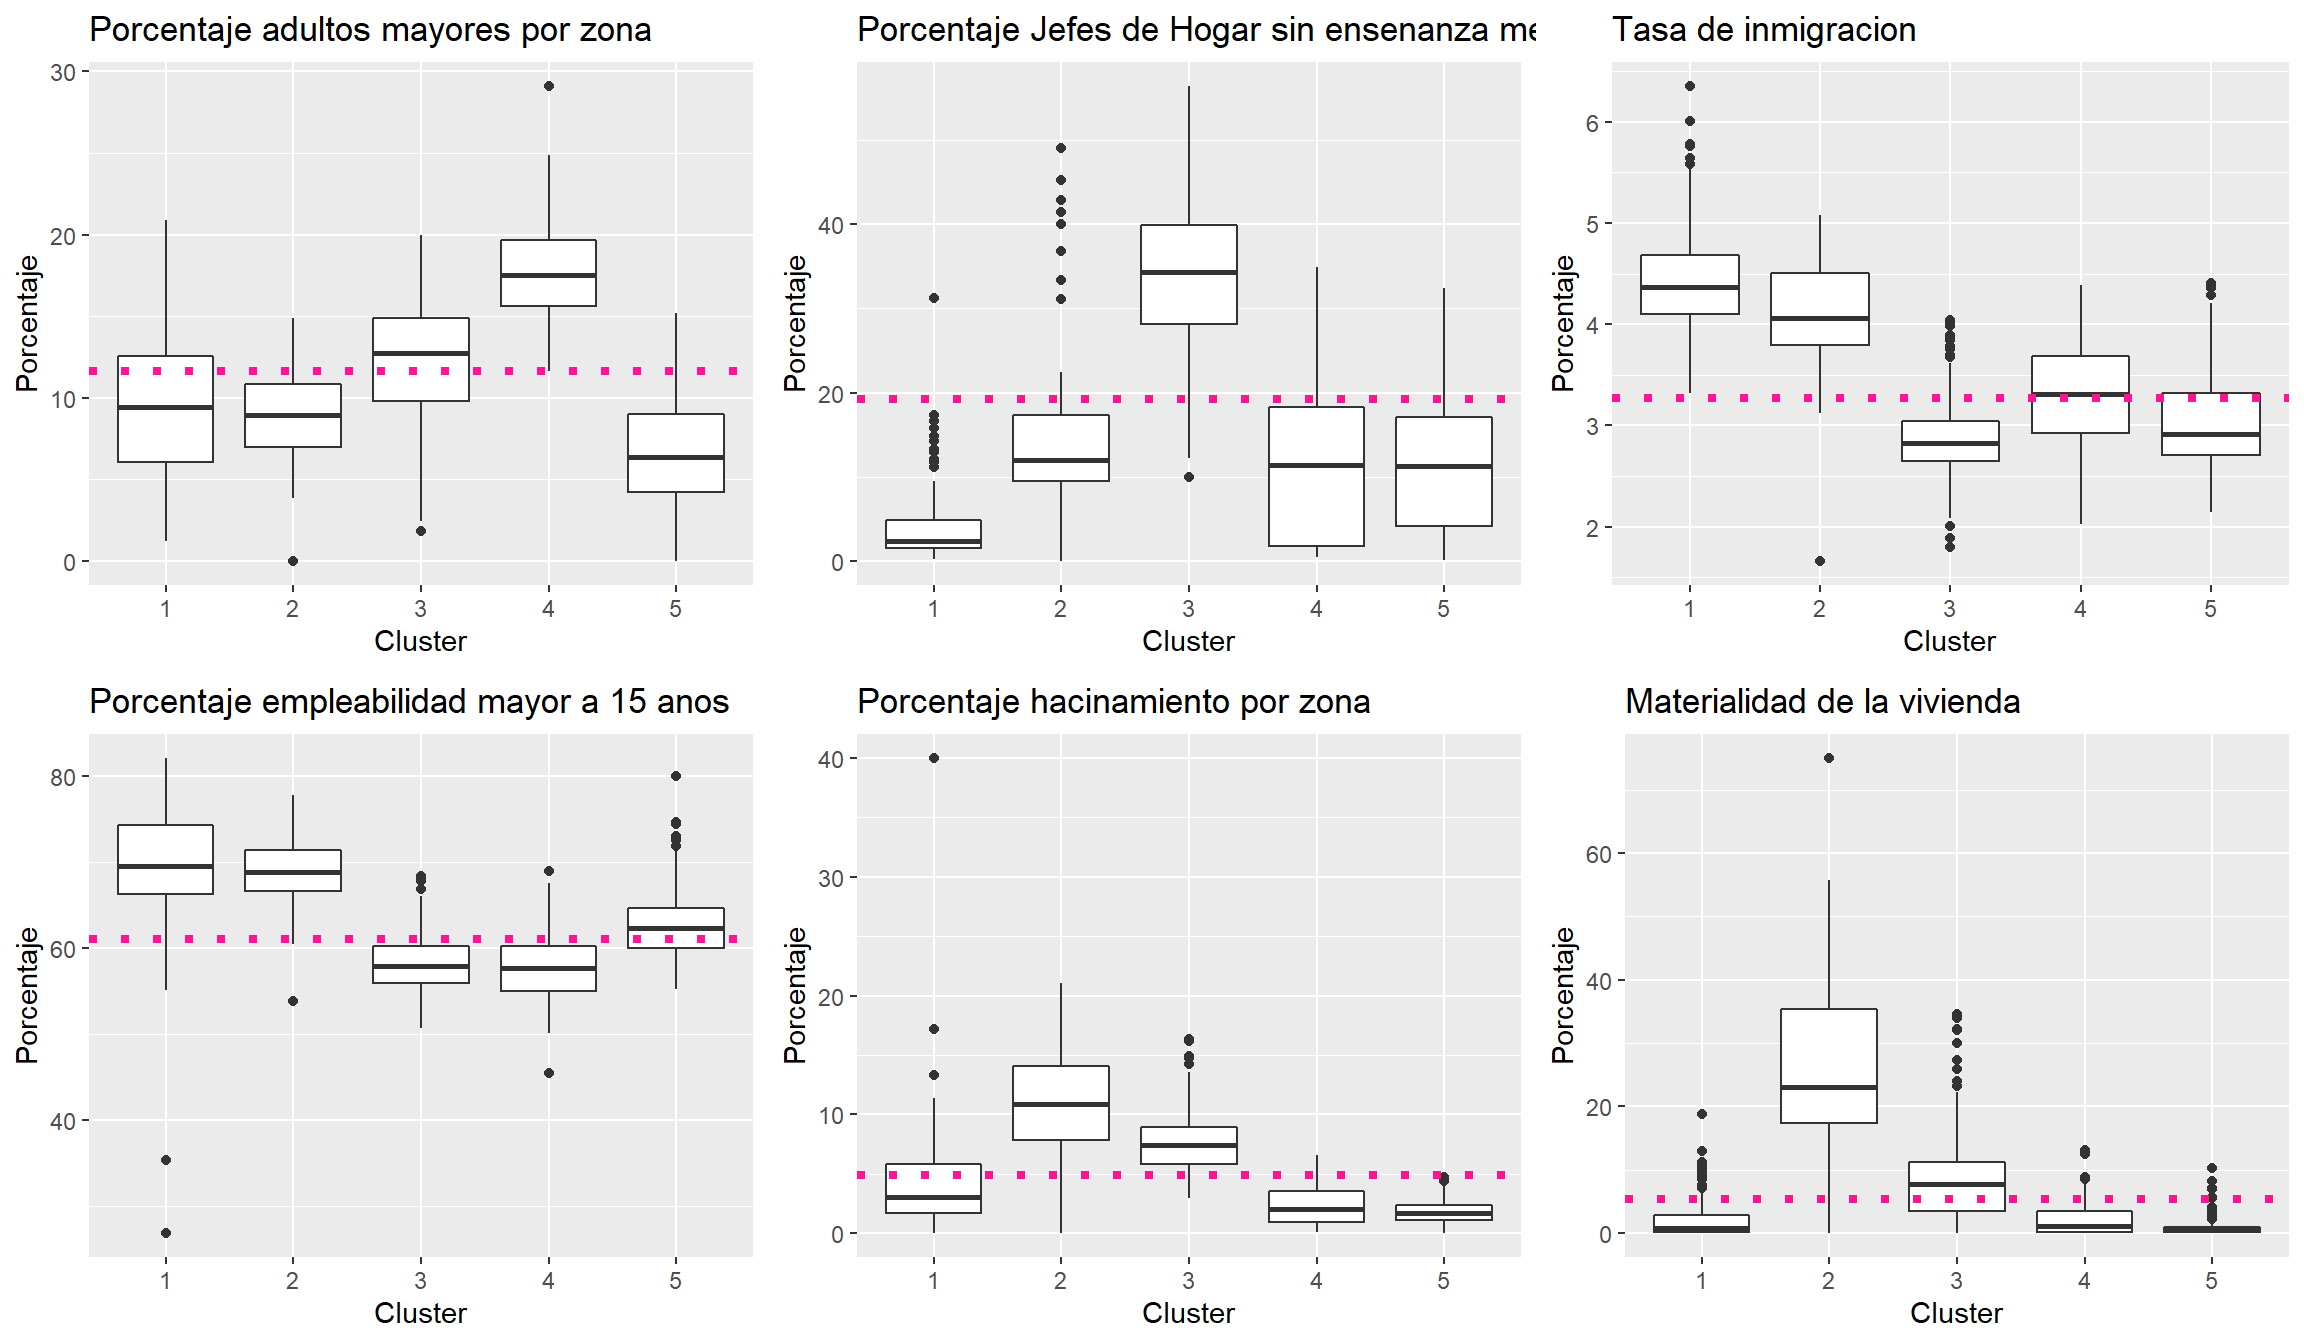 Porcentaje adultos mayores por zona
Porcentaje
30
20
10
0
1 2 3 4 5
Cluster
Porcentaje Jefes de Hogar sin ensenanza me
Porcentaje
40
20
0
1 2 3 4 5
Cluster
Tasa de inmigracion
Porcentaje
6
5
4
3
2
1 2 3 4 5
Cluster
Porcentaje empleabilidad mayor a 15 anos
Porcentaje
80
60
40
1 2 3 4 5
Cluster
Porcentaje hacinamiento por zona
Porcentaje
40
30
20
10
0
1 2 3 4 5
Cluster
Materialidad de la vivienda
Porcentaje
60
40
20
0
1 2 3 4 5
Cluster